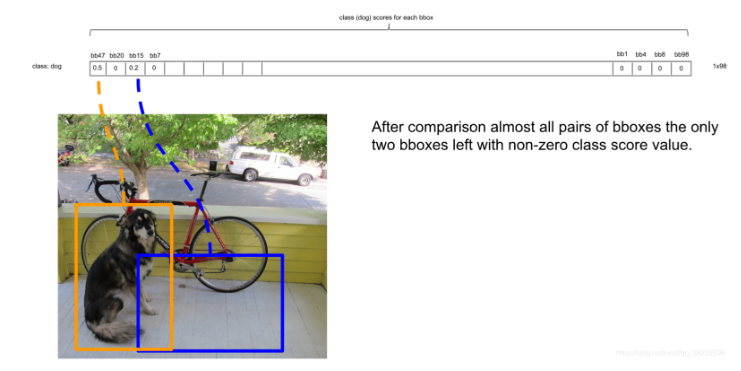 class (dog) scores for each bbox
bb47 bb20 bb15 bb7 bb1 bb4 bb8 bb98
class: dog 0.5 0 0.2 0 0 0 0 0 1x98
After comparison almost all pairs of bboxes the only
two bboxes left with non-zero class score value.